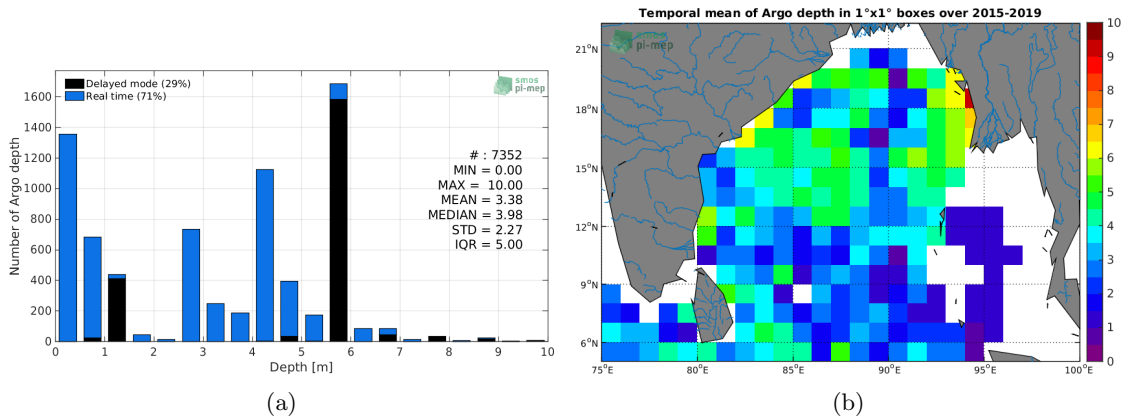 Delayed mode (29%)
Real time (71%)
smos
pi-mep
1600
1400
1200
1000
800
600
400
200
0
Number of Argo depth
# : 7352
MIN = 0.00
MAX = 10.00
MEAN = 3.38
MEDIAN = 3.98
STD = 2.27
IQR = 5.00
0 1 2 3 4 5 6 7 8 9 10
Depth [m]
(a)
Temporal mean of Argo depth in 1°x1° boxes over 2015-2019
smos
pi-mep
21°N
18°N
15°N
12°N
9°N
6°N
75°E 80°E 85°E 90°E 95°E 100°E
10
9
8
7
6
5
4
3
2
1
0
(b)